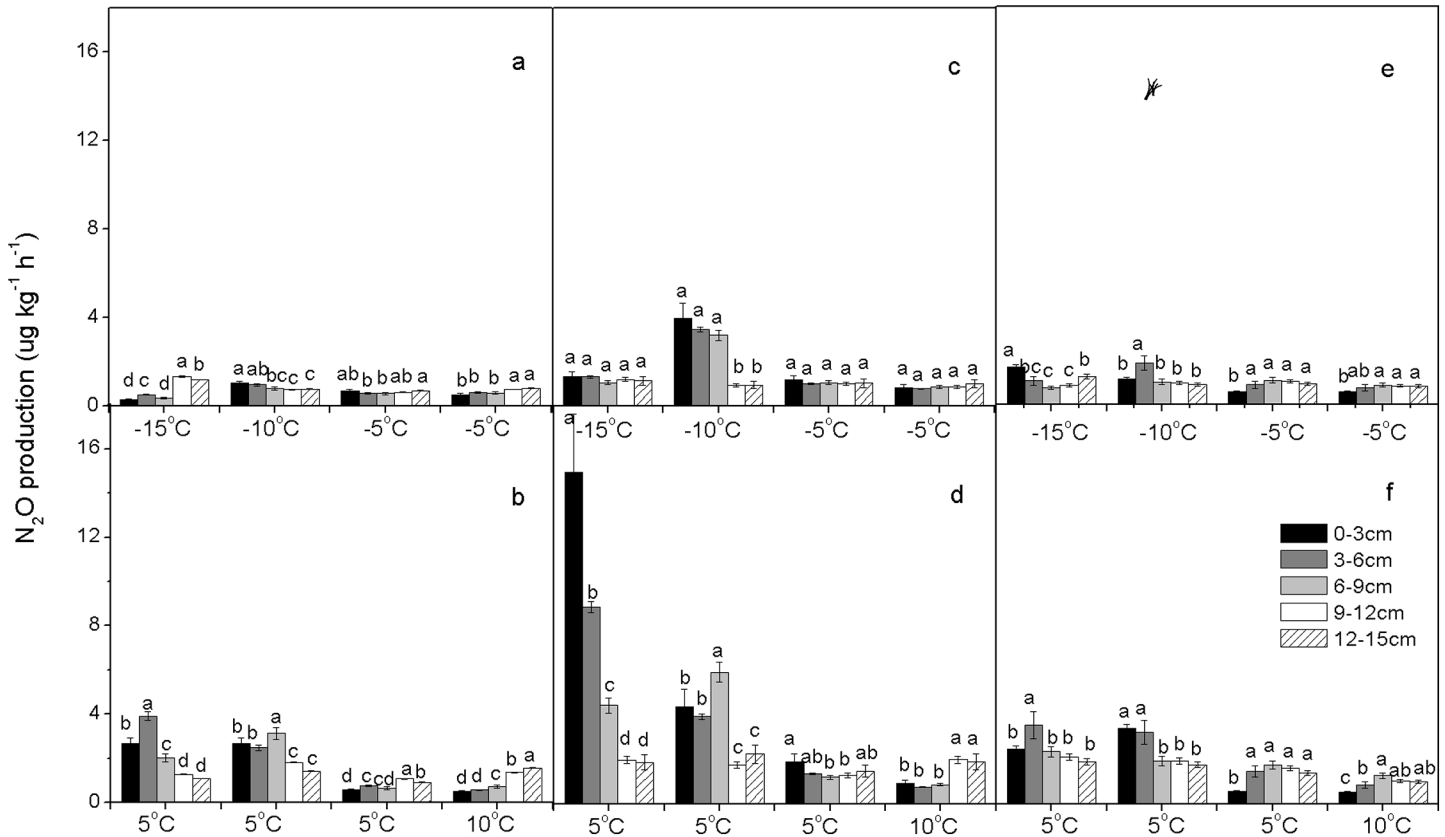 N2O production (ug kg-1 h-1)
16
12
8
4
0
a
d c d a b
a ab bc c c
ab b b ab a
b b b a a
-15°C -10°C -5°C -5°C
c
a a a a a
a a a b b
a a a a a
a a a a a
-15°C -10°C -5°C -5°C
e
a bc c c b
b a b b b
b a a a a
b ab a a a
-15°C -10°C -5°C -5°C
16
12
8
4
0
b
b a c d d
b b a c c
d c cd a b
d d c b a
5°C 5°C 5°C 10°C
d
a b c d d
b b a c c
a ab b b ab
b b b a a
5°C 5°C 5°C 10°C
f
0-3cm
3-6cm
6-9cm
9-12cm
12-15cm
b a b b b
a a b b b
b a a a a
c b a ab ab
5°C 5°C 5°C 10°C